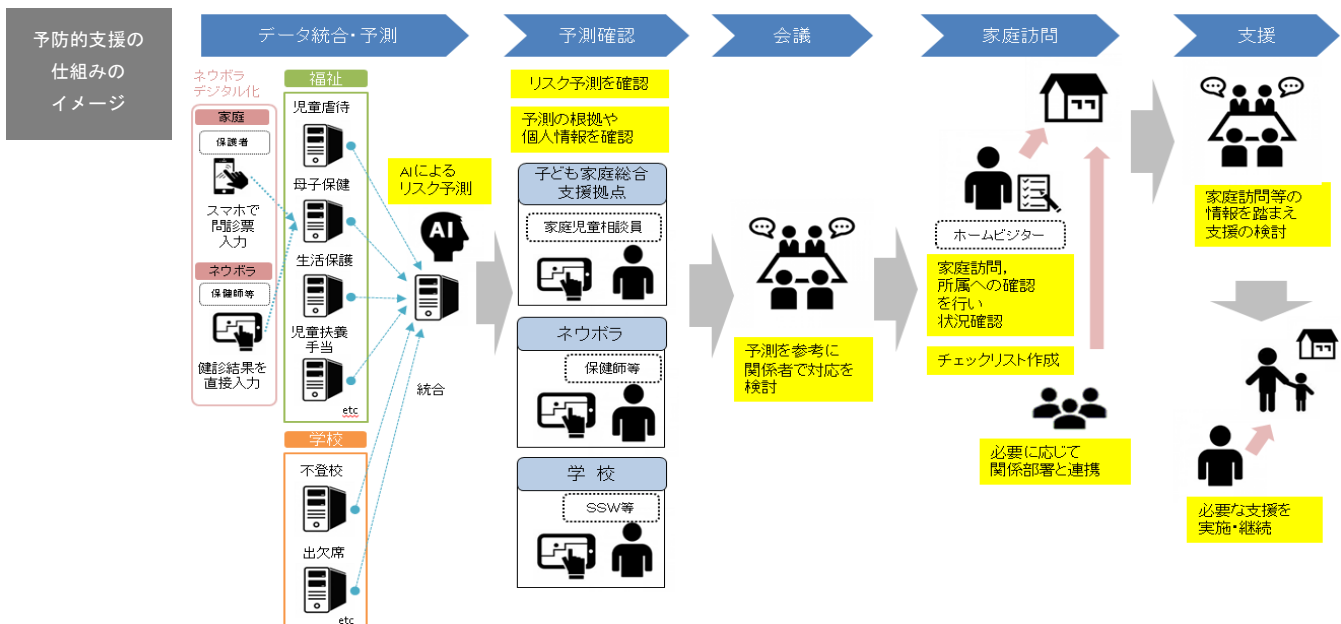 予防的支援の
仕組みの
イメージ
データ統合・予測
予測確認
会議
家庭訪問
支援
ネウボラ
デジタル化
家庭
保護者
スマホで
問診票
入力
ネウボラ
保健師等
健診結果を
直接入力
福祉
児童虐待
母子保健
生活保護
児童扶養
手当
etc
学校
不登校
出欠席
etc
AIによる
リスク予測
AI
統合
リスク予測を確認
予測の根拠や
個人情報を確認
子ども家庭総合
支援拠点
家庭児童相談員
ネウボラ
保健師等
学 校
SSW等
予測を参考に
関係者で対応を
検討
ホームビジター
家庭訪問,
所属への確認
を行い
状況確認
チェックリスト作成
必要に応じて
関係部署と連携
家庭訪問等の
情報を踏まえ
支援の検討
必要な支援を
実施・継続